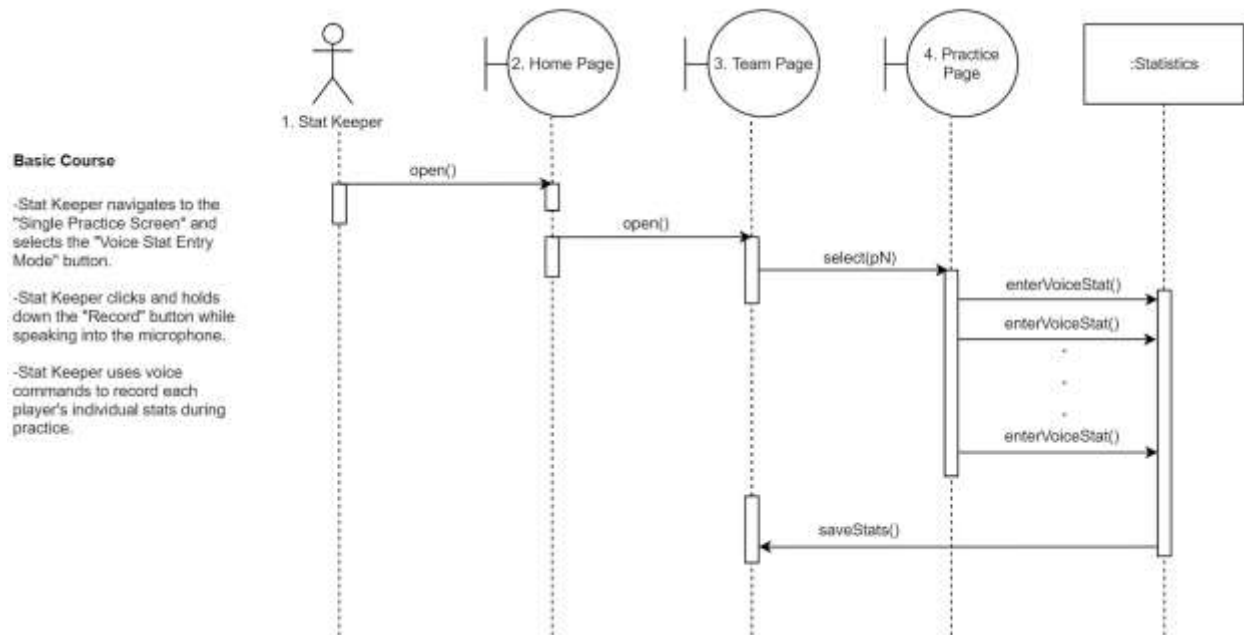 2. Home Page
3. Team Page
4. Practice
Page
:Statistics
1. Stat Keeper
Basic Course
-Stat Keeper navigates to the
"Single Practice Screen" and
selects the "Voice Stat Entry
Mode" button.
-Stat Keeper clicks and holds
down the "Record" button while
speaking into the microphone.
-Stat Keeper uses voice
commands to record each
player's individual stats during
practice.
open()
open()
select(pN)
enterVoiceStat()
enterVoiceStat()
.
.
.
enterVoiceStat()
saveStats()